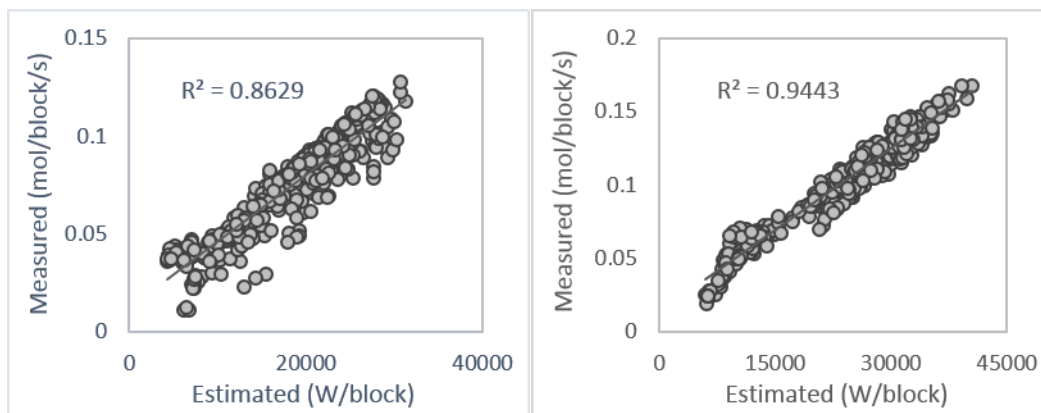 0.15
R² = 0.8629
0.1
0.05
0
0
20000
40000
Measured (mol/block/s)
Estimated (W/block)
0.2
R² = 0.9443
0.15
0.1
0.05
0
0
15000
30000
45000
Measured (mol/block/s)
Estimated (W/block)